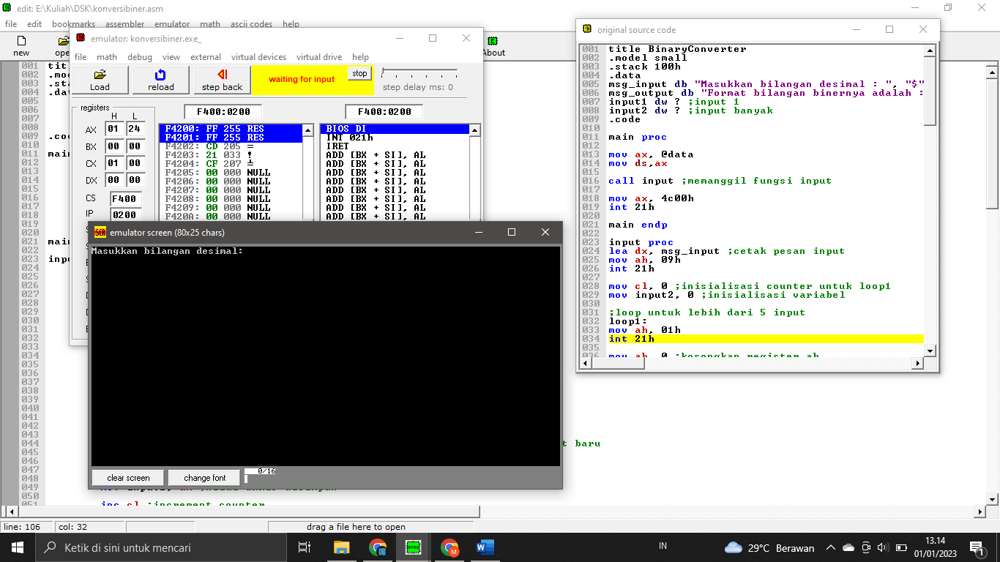 edit: E:\Kuliah\DSK\konversibiner.asm
file edit bookmarks assembler emulator math ascii codes help
new
About
emulator: konversibiner.exe_
file math debug view external virtual devices virtual drive help
Load reload step back waiting for input stop step delay ms: 0
registers F400:0200 F400:0200
H L
AX 01 24
BX 00 00
CX 01 00
DX 00 00
CS F400
IP 0200
F4200: FF 255 RES
F4201: FF 255 RES
F4202: CD 205 =
F4203: 21 033 !
F4204: CF 207 ╧
F4205: 00 000 NULL
F4206: 00 000 NULL
F4207: 00 000 NULL
F4208: 00 000 NULL
F4209: 00 000 NULL
F420A: 00 000 NULL
BIOS DI
INT 021h
IRET
ADD [BX + SI], AL
ADD [BX + SI], AL
ADD [BX + SI], AL
ADD [BX + SI], AL
ADD [BX + SI], AL
ADD [BX + SI], AL
ADD [BX + SI], AL
ADD [BX + SI], AL
emulator screen (80x25 chars)
Masukkan bilangan desimal:
clear screen change font 0/16
original source code
001 title BinaryConverter
002 .model small
003 .stack 100h
004 .data
005 msg_input db "Masukkan bilangan desimal : ", "$"
006 msg_output db "Format bilangan binernya adalah :
007 input1 dw ? ;input 1
008 input2 dw ? ;input banyak
009 .code
010
011 main proc
012
013 mov ax, @data
014 mov ds,ax
015
016 call input ;memanggil fungsi input
017
018 mov ax, 4c00h
019 int 21h
020
021 main endp
022
023 input proc
024 lea dx, msg_input ;cetak pesan input
025 mov ah, 09h
026 int 21h
027
028 mov cl, 0 ;inisialisasi counter untuk loop1
029 mov input2, 0 ;inisialisasi variabel
030
031 ;loop untuk lebih dari 5 input
032 loop1:
033 mov ah, 01h
034 int 21h
035
036 mov ah, 0 ;kosongkan register ah
001
002
003
004
005
006
007
008
009 .code
010
011
012
013
014
015
016
017
018
019
020
021
022
023
024
025
026
027
028
029
030
031
032
033
034
035
036
037
038
039
040
041
042
043
044 baru
045
046
047
048
049
050
051 inc cl ;increment counter
line: 106 col: 32 drag a file here to open
Ketik di sini untuk mencari IN 29°C Berawan 13.14
01/01/2023
1